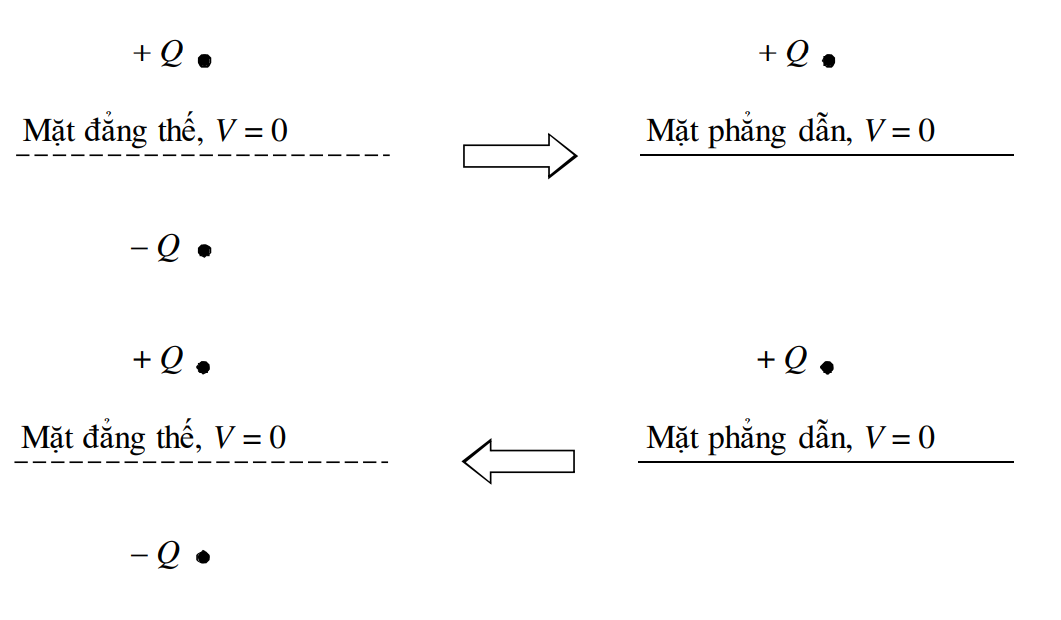 + Q
+ Q
Mặt đẳng thế, V = 0
Mặt phẳng dẫn, V = 0
– Q
+ Q
+ Q
Mặt đẳng thế, V = 0
Mặt phẳng dẫn, V = 0
– Q